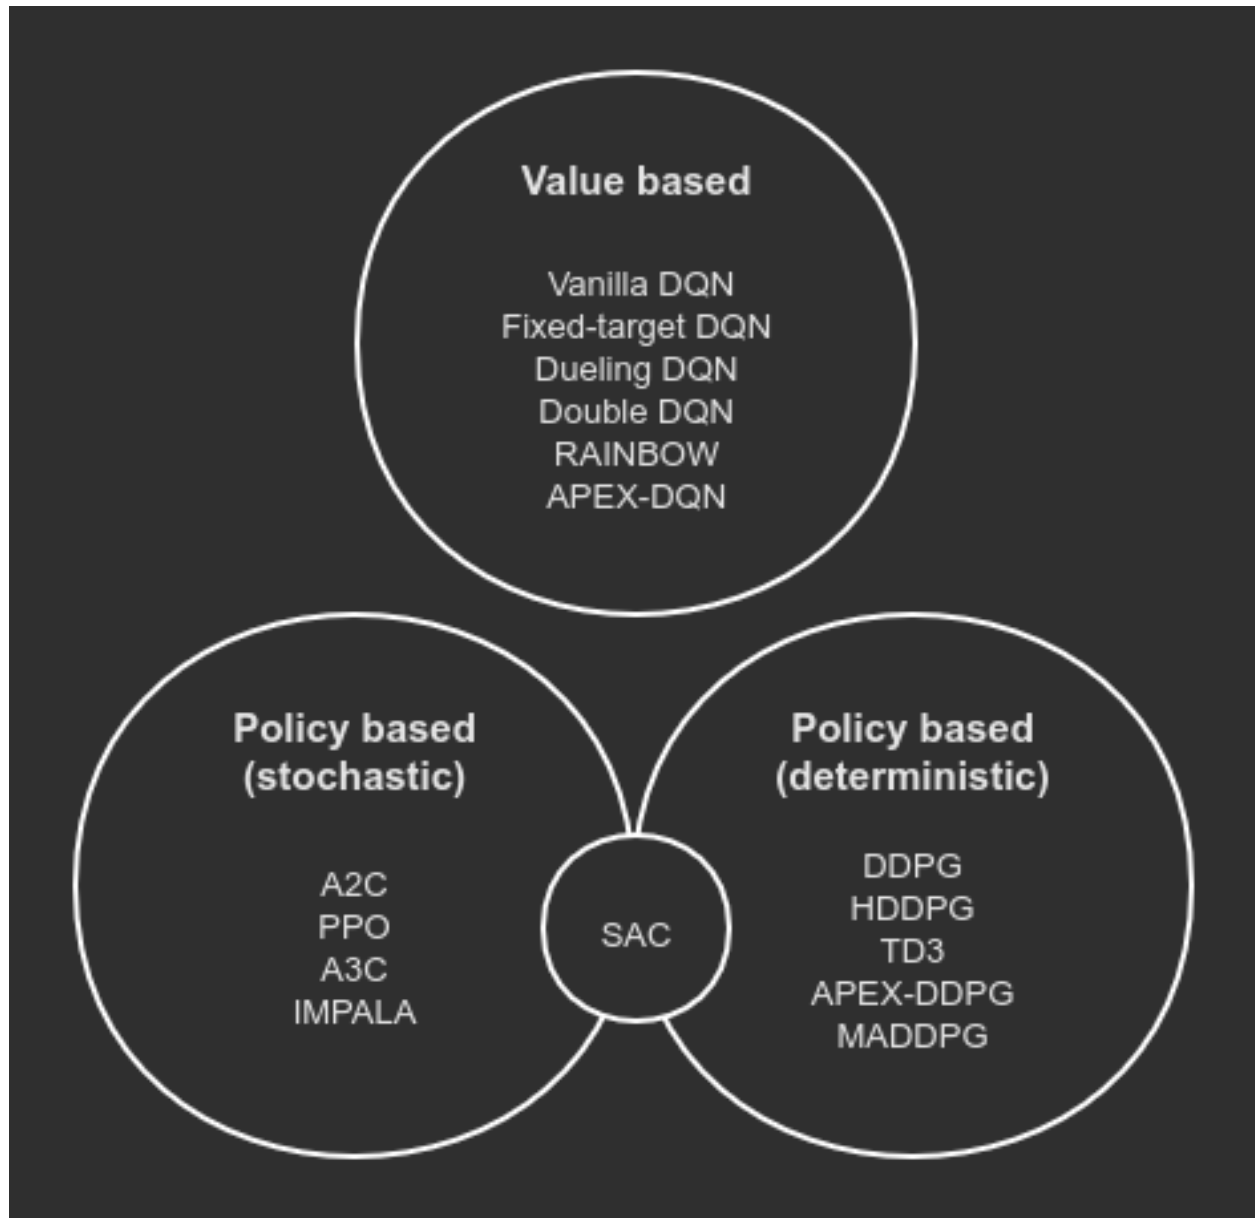 Value based
Vanilla DQN
Fixed-target DQN
Dueling DQN
Double DQN
RAINBOW
APEX-DQN
Policy based
(stochastic)
A2C
PPO
A3C
IMPALA
SAC
Policy based
(deterministic)
DDPG
HDDPG
TD3
APEX-DDPG
MADDPG